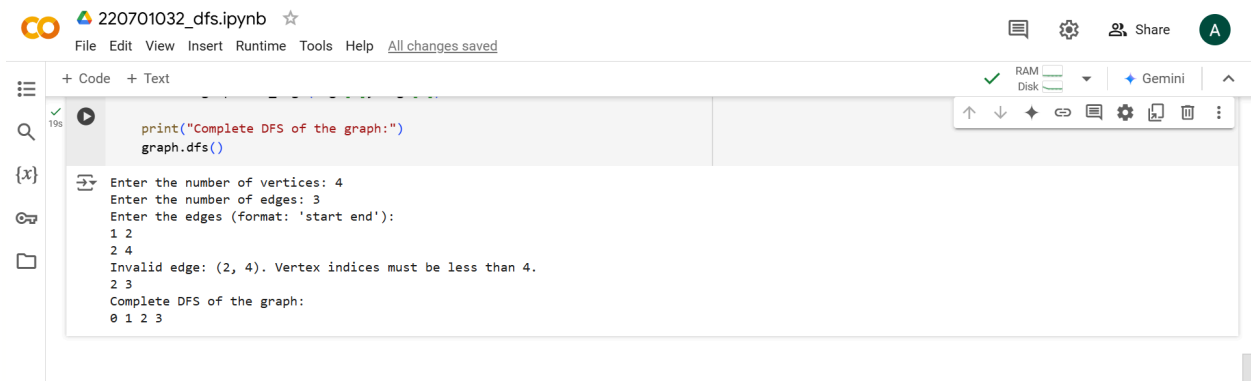 220701032_dfs.ipynb
File Edit View Insert Runtime Tools Help All changes saved
Share
A
+ Code + Text
RAM
Disk
Gemini
19s
print("Complete DFS of the graph:")
graph.dfs()
{x}
Enter the number of vertices: 4
Enter the number of edges: 3
Enter the edges (format: 'start end'):
1 2
2 4
Invalid edge: (2, 4). Vertex indices must be less than 4.
2 3
Complete DFS of the graph:
0 1 2 3